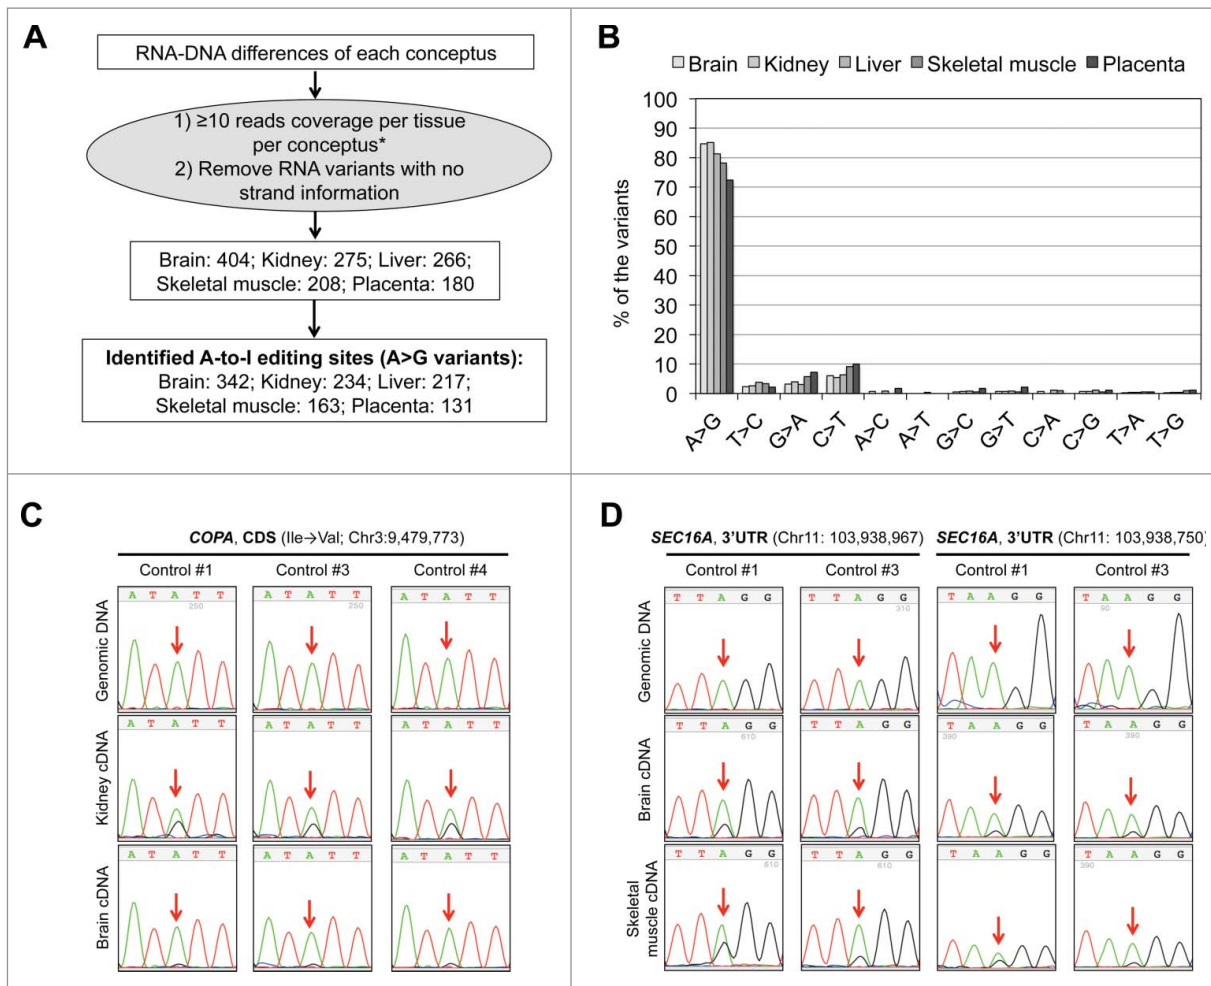 A
RNA-DNA differences of each conceptus
1) ≥10 reads coverage per tissue
per conceptus*
2) Remove RNA variants with no
strand information
Brain: 404; Kidney: 275; Liver: 266;
Skeletal muscle: 208; Placenta: 180
Identified A-to-I editing sites (A>G variants):
Brain: 342; Kidney: 234; Liver: 217;
Skeletal muscle: 163; Placenta: 131
B
Brain Kidney Liver Skeletal muscle Placenta
% of the variants
100
90
80
70
60
50
40
30
20
10
0
A>G T>C G>A C>T A>C A>T G>C G>T C>A C>G T>A T>G
C
COPA, CDS (Ile→Val; Chr3:9,479,773)
Control #1 Control #3 Control #4
Genomic DNA
A T A T T A T A T T A T A T T
250 250
Kidney cDNA
A T A T T A T A T T A T A T T
Brain cDNA
A T A T T A T A T T A T A T T
D
SEC16A, 3'UTR (Chr11: 103,938,967) SEC16A, 3'UTR (Chr11: 103,938,750)
Control #1 Control #3 Control #1 Control #3
Genomic DNA
T T A G G T T A G G T A A G G T A A G G
310 90
Brain cDNA
T T A G G T T A G G T A A G G T A A G G
610 390 390
Skeletal
muscle cDNA
T T A G G T T A G G T A A G G T A A G G
610 610 390